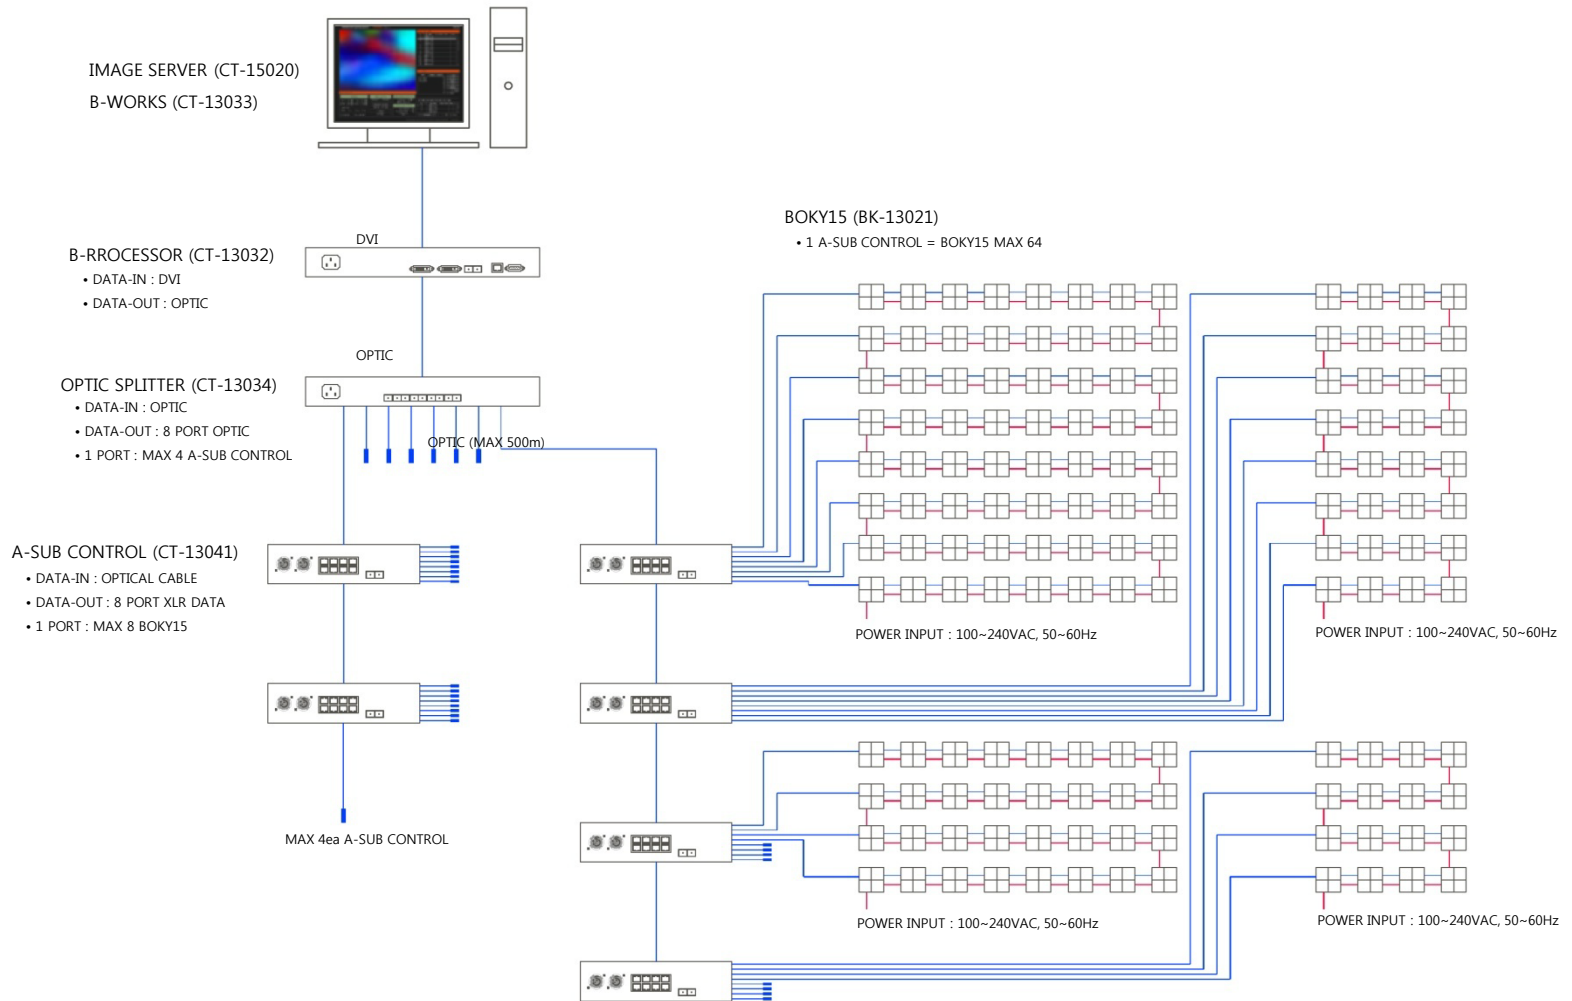 IMAGE SERVER (CT-15020)
B-WORKS (CT-13033)
DVI
B-RROCESSOR (CT-13032)
• DATA-IN : DVI
• DATA-OUT : OPTIC
OPTIC
OPTIC SPLITTER (CT-13034)
• DATA-IN : OPTIC
• DATA-OUT : 8 PORT OPTIC
• 1 PORT : MAX 4 A-SUB CONTROL
OPTIC (MAX 500m)
A-SUB CONTROL (CT-13041)
• DATA-IN : OPTICAL CABLE
• DATA-OUT : 8 PORT XLR DATA
• 1 PORT : MAX 8 BOKY15
MAX 4ea A-SUB CONTROL
BOKY15 (BK-13021)
• 1 A-SUB CONTROL = BOKY15 MAX 64
POWER INPUT : 100~240VAC, 50~60Hz
POWER INPUT : 100~240VAC, 50~60Hz
POWER INPUT : 100~240VAC, 50~60Hz
POWER INPUT : 100~240VAC, 50~60Hz